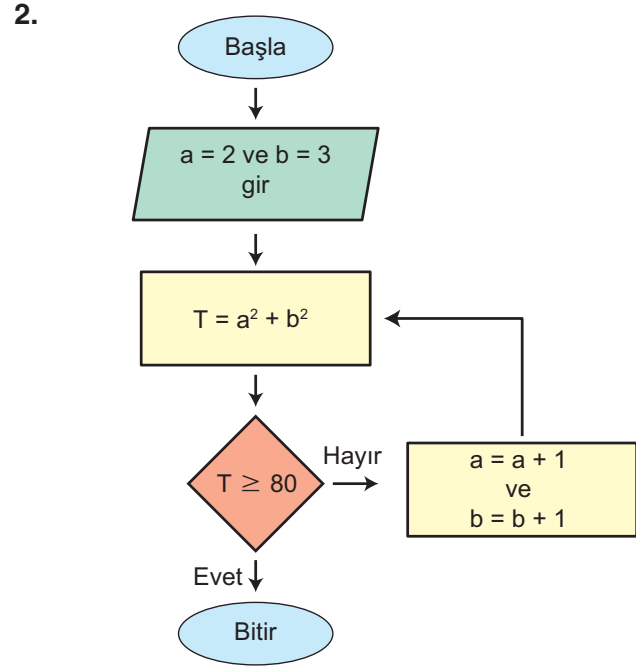 2.
Başla
a = 2 ve b = 3
gir
T = a² + b²
T ≥ 80
Hayır
a = a + 1
ve
b = b + 1
Evet
Bitir